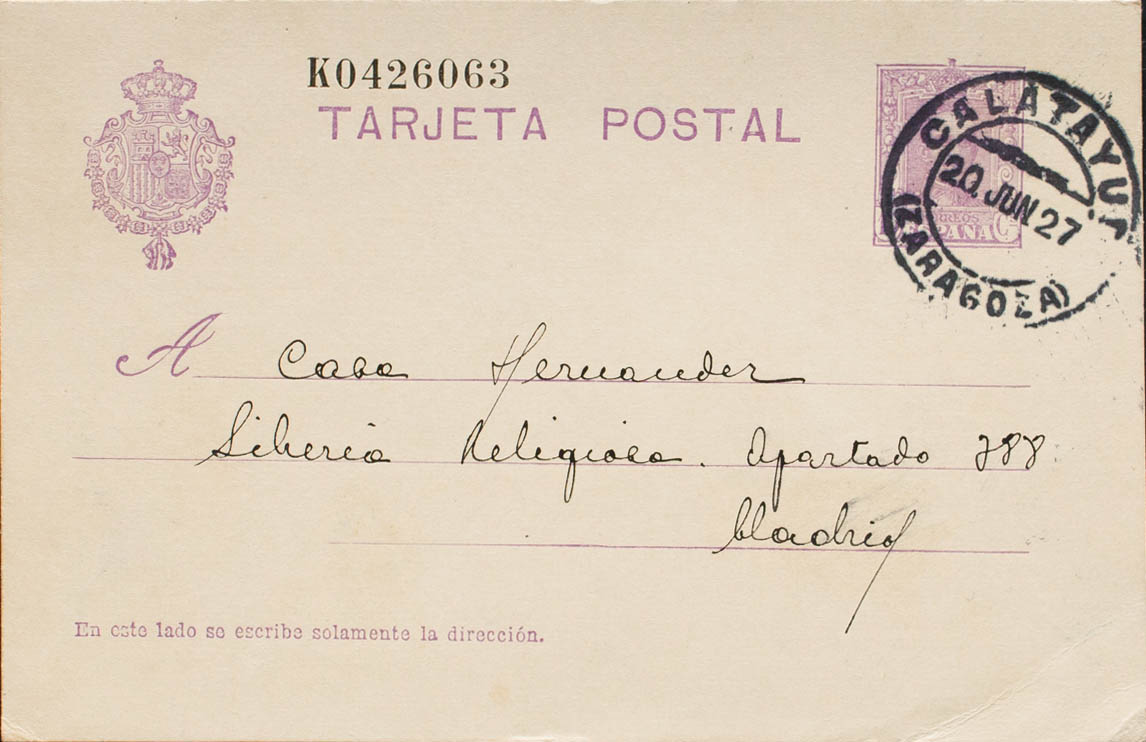 K0426063
TARJETA POSTAL
CALATAYU
20 JUN 27
(ZARAGOZA)
A Casa Hernandez
Libreria Religiosa. Apartado 788
Madrid
En este lado se escribe solamente la dirección.